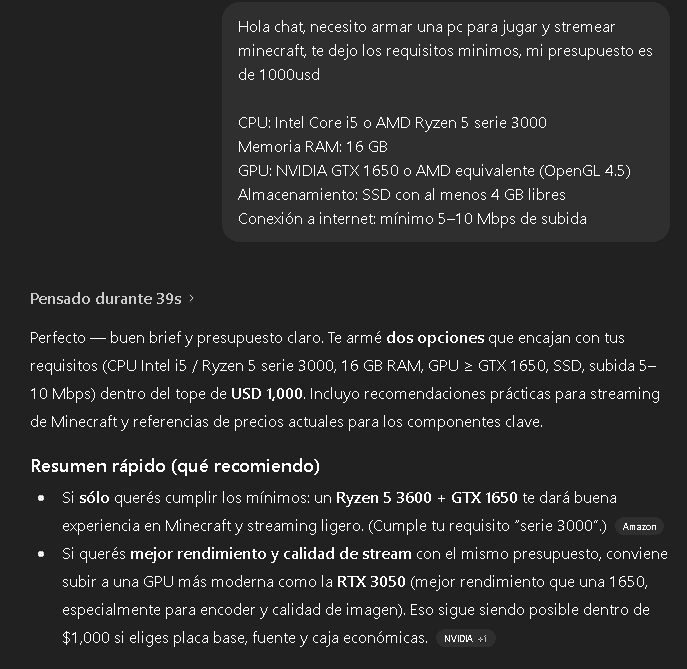 Hola chat, necesito armar una pc para jugar y stremear
minecraft, te dejo los requisitos minimos, mi presupuesto es
de 1000usd
CPU: Intel Core i5 o AMD Ryzen 5 serie 3000
Memoria RAM: 16 GB
GPU: NVIDIA GTX 1650 o AMD equivalente (OpenGL 4.5)
Almacenamiento: SSD con al menos 4 GB libres
Conexión a internet: mínimo 5–10 Mbps de subida
Pensado durante 39s >
Perfecto — buen brief y presupuesto claro. Te armé dos opciones que encajan con tus
requisitos (CPU Intel i5 / Ryzen 5 serie 3000, 16 GB RAM, GPU ≥ GTX 1650, SSD, subida 5–
10 Mbps) dentro del tope de USD 1,000. Incluyo recomendaciones prácticas para streaming
de Minecraft y referencias de precios actuales para los componentes clave.
Resumen rápido (qué recomiendo)
• Si sólo querés cumplir los mínimos: un Ryzen 5 3600 + GTX 1650 te dará buena
experiencia en Minecraft y streaming ligero. (Cumple tu requisito “serie 3000”.) Amazon
• Si querés mejor rendimiento y calidad de stream con el mismo presupuesto, conviene
subir a una GPU más moderna como la RTX 3050 (mejor rendimiento que una 1650,
especialmente para encoder y calidad de imagen). Eso sigue siendo posible dentro de
$1,000 si eliges placa base, fuente y caja económicas. NVIDIA +1